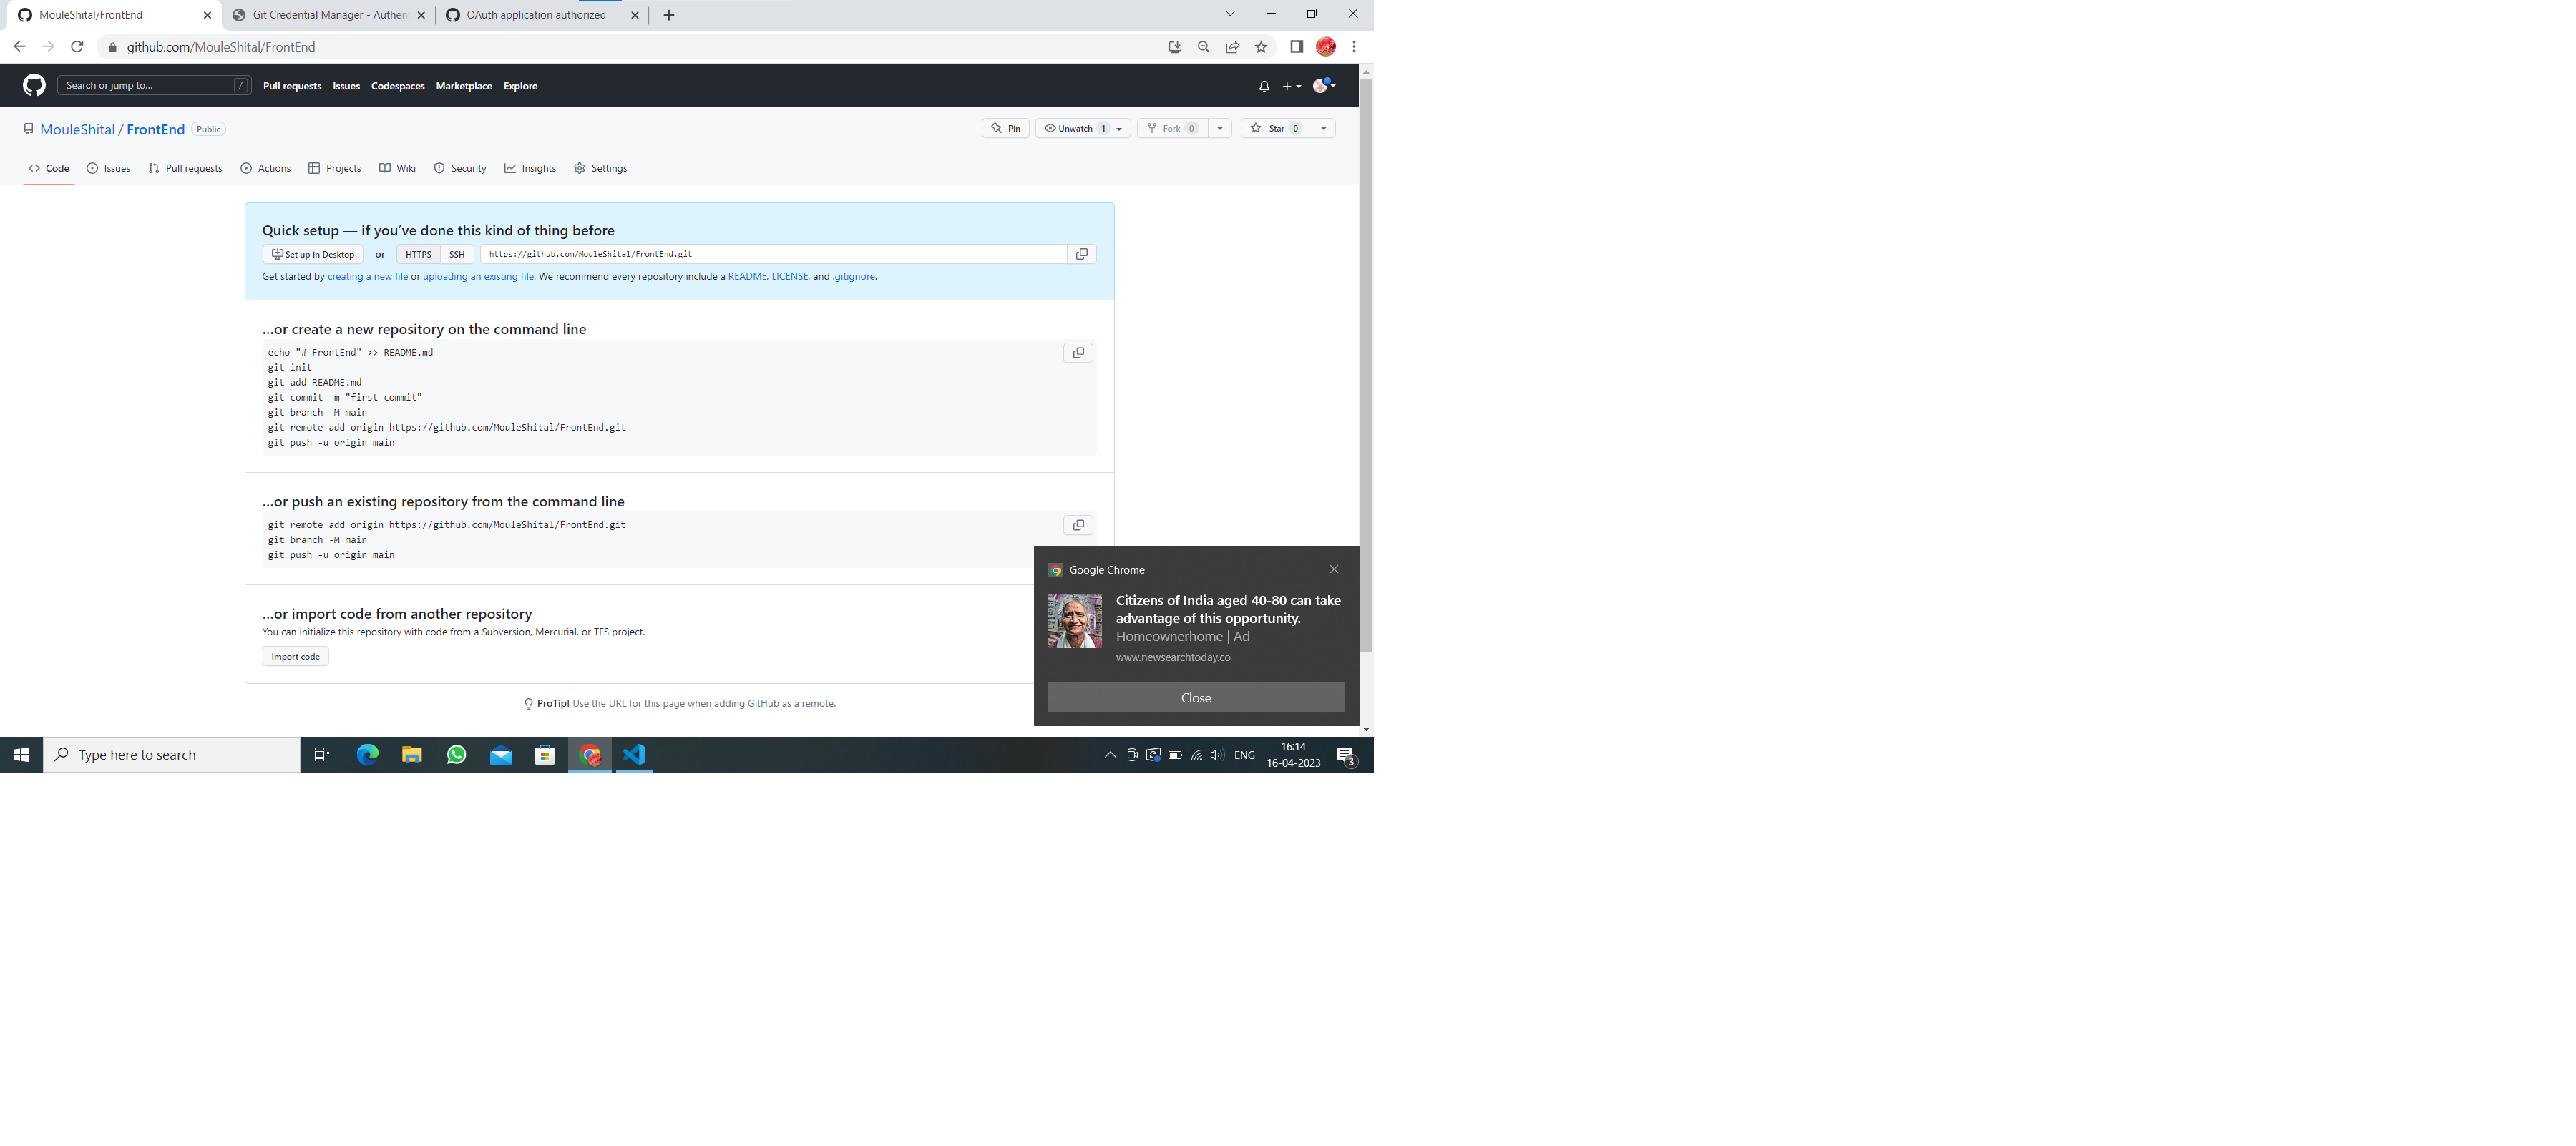 MouleShital/FrontEnd
Git Credential Manager - Authen
OAuth application authorized
github.com/MouleShital/FrontEnd
Search or jump to... /
Pull requests Issues Codespaces Marketplace Explore
MouleShital / FrontEnd Public
Pin Unwatch 1 Fork 0 Star 0
Code Issues Pull requests Actions Projects Wiki Security Insights Settings
Quick setup — if you've done this kind of thing before
Set up in Desktop or HTTPS SSH https://github.com/MouleShital/FrontEnd.git
Get started by creating a new file or uploading an existing file. We recommend every repository include a README, LICENSE, and .gitignore.
...or create a new repository on the command line
echo "# FrontEnd" >> README.md
git init
git add README.md
git commit -m "first commit"
git branch -M main
git remote add origin https://github.com/MouleShital/FrontEnd.git
git push -u origin main
...or push an existing repository from the command line
git remote add origin https://github.com/MouleShital/FrontEnd.git
git branch -M main
git push -u origin main
...or import code from another repository
You can initialize this repository with code from a Subversion, Mercurial, or TFS project.
Import code
ProTip! Use the URL for this page when adding GitHub as a remote.
Google Chrome
Citizens of India aged 40-80 can take
advantage of this opportunity.
Homeownerhome | Ad
www.newsearchtoday.co
Close
Type here to search
ENG
16:14
16-04-2023
3